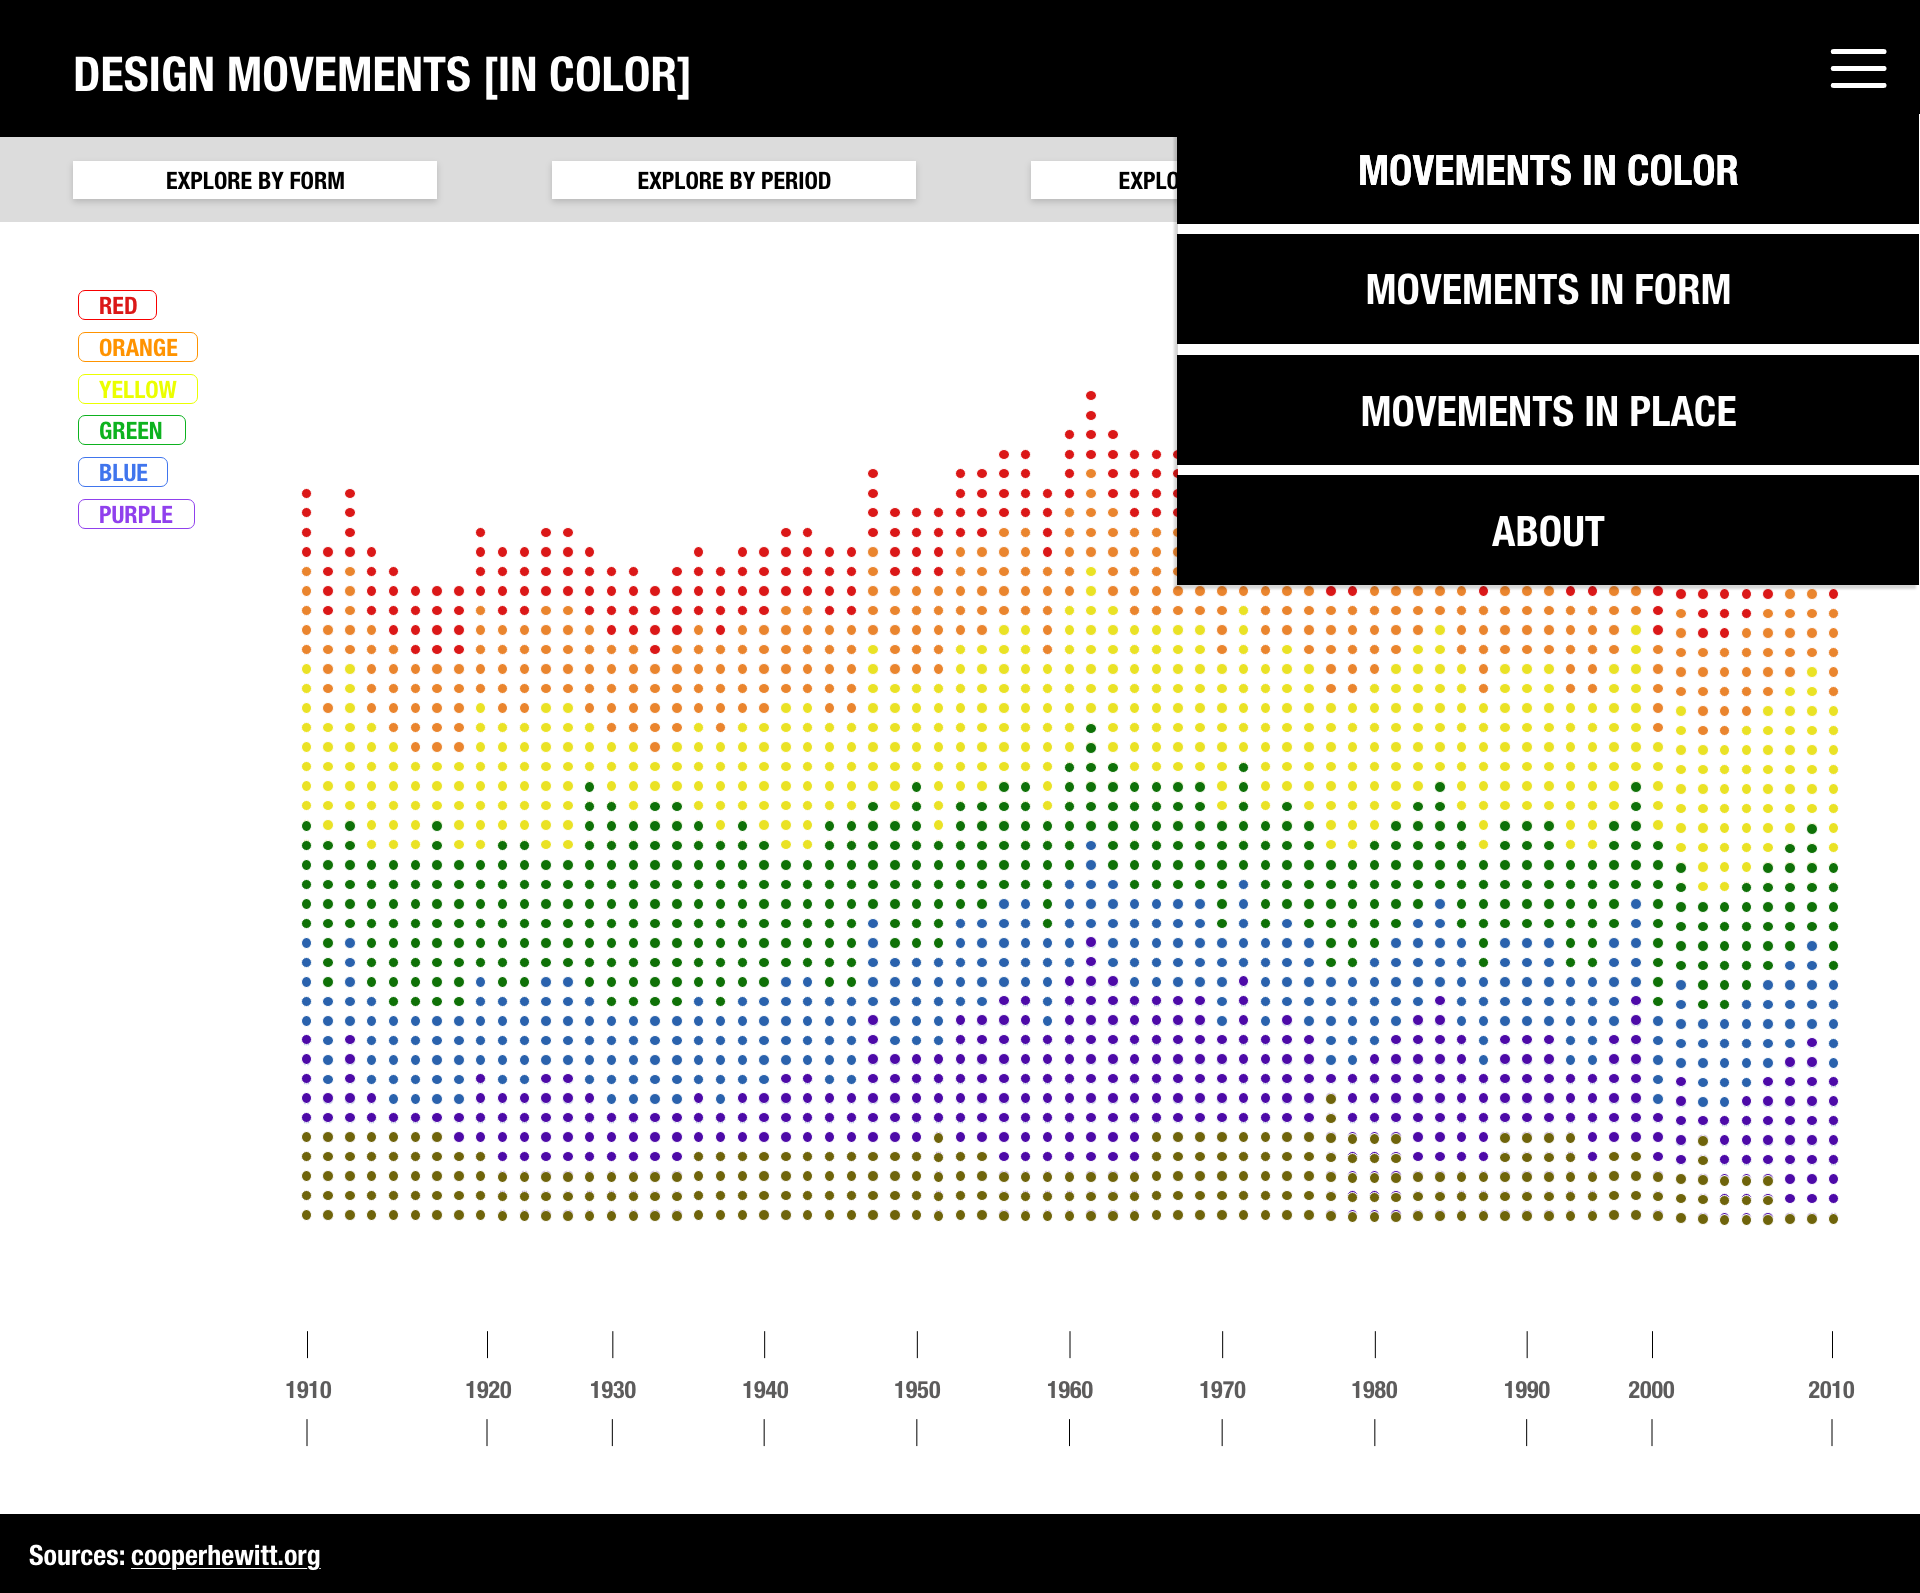 DESIGN MOVEMENTS [IN COLOR]
EXPLORE BY FORM
EXPLORE BY PERIOD
MOVEMENTS IN COLOR
MOVEMENTS IN FORM
MOVEMENTS IN PLACE
ABOUT
RED
ORANGE
YELLOW
GREEN
BLUE
PURPLE
1910 1920 1930 1940 1950 1960 1970 1980 1990 2000 2010
Sources: cooperhewitt.org